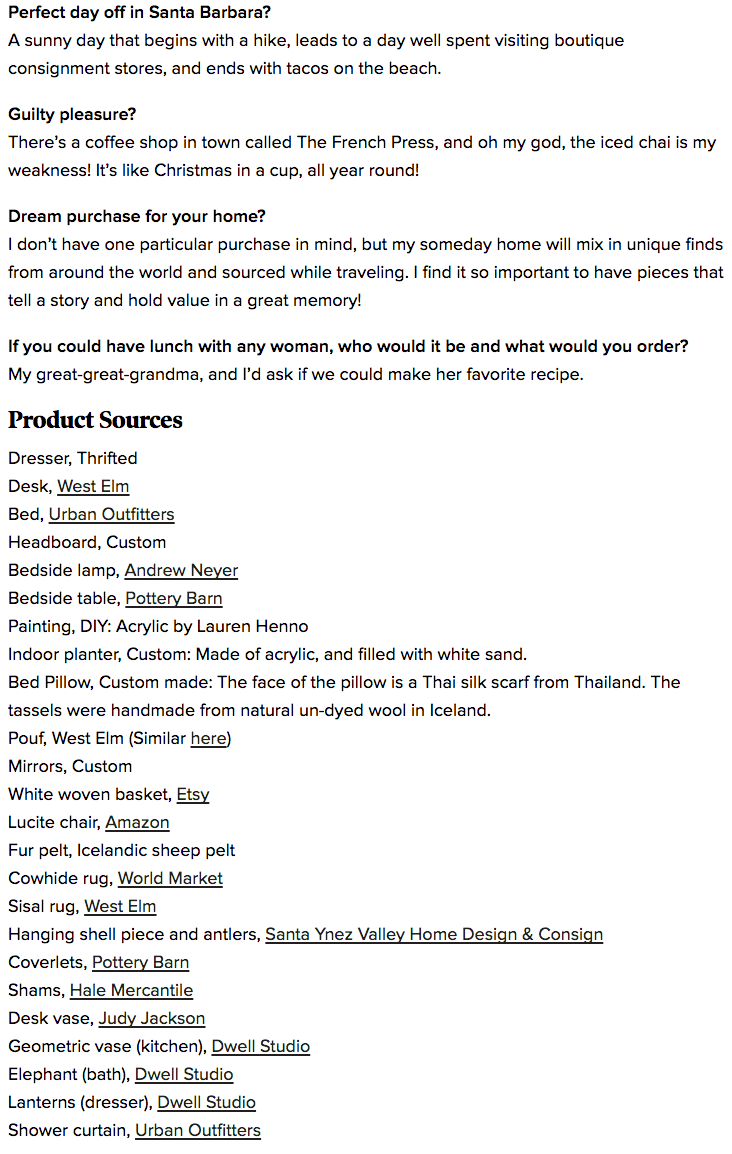 Perfect day off in Santa Barbara?
A sunny day that begins with a hike, leads to a day well spent visiting boutique
consignment stores, and ends with tacos on the beach.
Guilty pleasure?
There’s a coffee shop in town called The French Press, and oh my god, the iced chai is my
weakness! It’s like Christmas in a cup, all year round!
Dream purchase for your home?
I don’t have one particular purchase in mind, but my someday home will mix in unique finds
from around the world and sourced while traveling. I find it so important to have pieces that
tell a story and hold value in a great memory!
If you could have lunch with any woman, who would it be and what would you order?
My great-great-grandma, and I’d ask if we could make her favorite recipe.
Product Sources
Dresser, Thrifted
Desk, West Elm
Bed, Urban Outfitters
Headboard, Custom
Bedside lamp, Andrew Neyer
Bedside table, Pottery Barn
Painting, DIY: Acrylic by Lauren Henno
Indoor planter, Custom: Made of acrylic, and filled with white sand.
Bed Pillow, Custom made: The face of the pillow is a Thai silk scarf from Thailand. The
tassels were handmade from natural un-dyed wool in Iceland.
Pouf, West Elm (Similar here)
Mirrors, Custom
White woven basket, Etsy
Lucite chair, Amazon
Fur pelt, Icelandic sheep pelt
Cowhide rug, World Market
Sisal rug, West Elm
Hanging shell piece and antlers, Santa Ynez Valley Home Design & Consign
Coverlets, Pottery Barn
Shams, Hale Mercantile
Desk vase, Judy Jackson
Geometric vase (kitchen), Dwell Studio
Elephant (bath), Dwell Studio
Lanterns (dresser), Dwell Studio
Shower curtain, Urban Outfitters